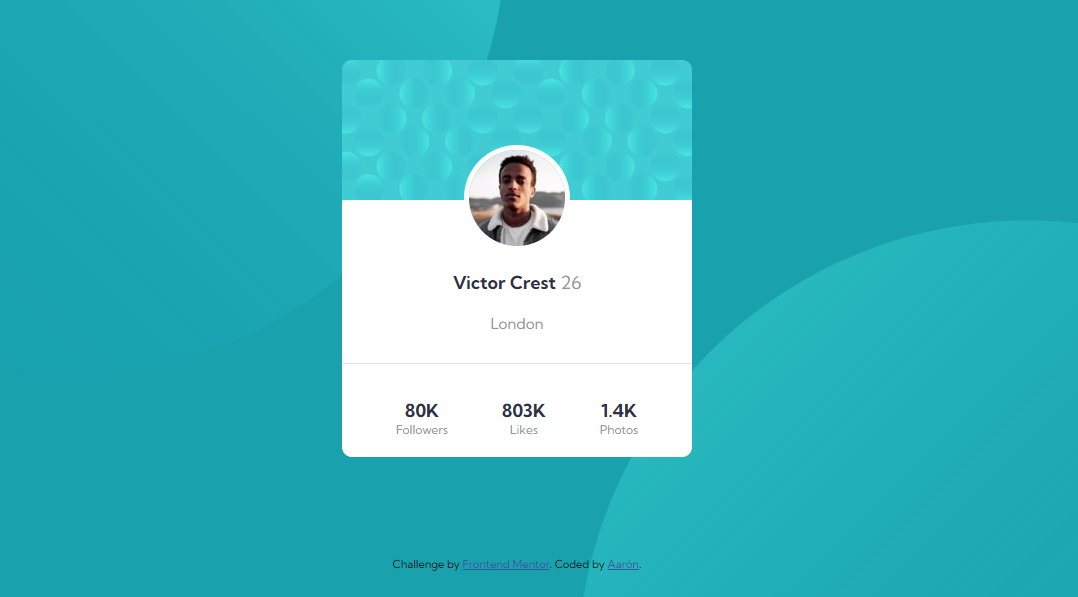 Victor Crest 26
London
80K 803K 1.4K
Followers Likes Photos
Challenge by Frontend Mentor. Coded by Aarón.